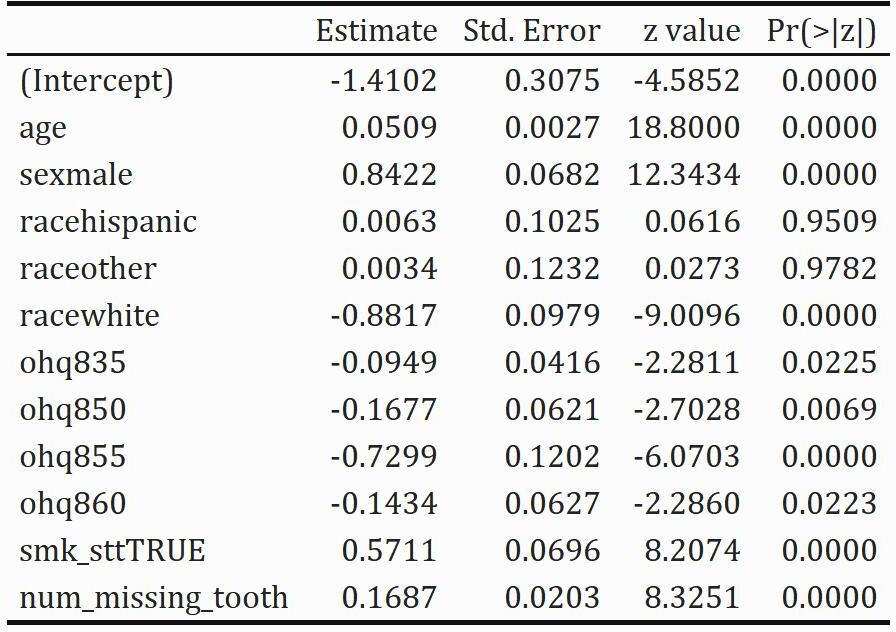 Estimate Std. Error z value Pr(>|z|)
(Intercept) -1.4102 0.3075 -4.5852 0.0000
age 0.0509 0.0027 18.8000 0.0000
sexmale 0.8422 0.0682 12.3434 0.0000
racehispanic 0.0063 0.1025 0.0616 0.9509
raceother 0.0034 0.1232 0.0273 0.9782
racewhite -0.8817 0.0979 -9.0096 0.0000
ohq835 -0.0949 0.0416 -2.2811 0.0225
ohq850 -0.1677 0.0621 -2.7028 0.0069
ohq855 -0.7299 0.1202 -6.0703 0.0000
ohq860 -0.1434 0.0627 -2.2860 0.0223
smk_sttTRUE 0.5711 0.0696 8.2074 0.0000
num_missing_tooth 0.1687 0.0203 8.3251 0.0000